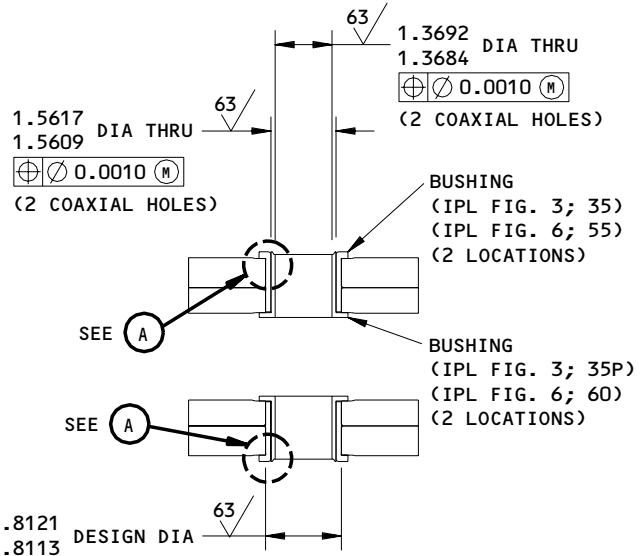 63
1.3692
1.3684 DIA THRU
⌖ ⌀ 0.0010 Ⓜ
(2 COAXIAL HOLES)
63
1.5617
1.5609 DIA THRU
⌖ ⌀ 0.0010 Ⓜ
(2 COAXIAL HOLES)
BUSHING
(IPL FIG. 3; 35)
(IPL FIG. 6; 55)
(2 LOCATIONS)
SEE A
BUSHING
(IPL FIG. 3; 35P)
(IPL FIG. 6; 60)
(2 LOCATIONS)
SEE A
63
.8121
.8113 DESIGN DIA